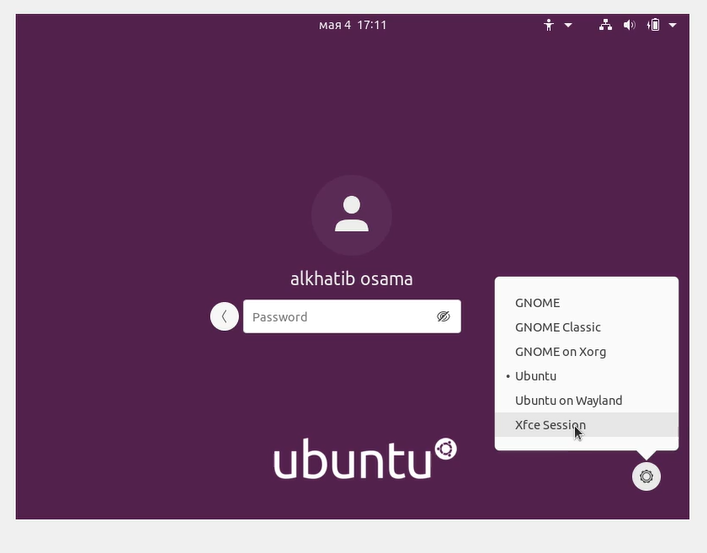 мая 4 17:11
alkhatib osama
Password
GNOME
GNOME Classic
GNOME on Xorg
• Ubuntu
Ubuntu on Wayland
Xfce Session
ubuntu